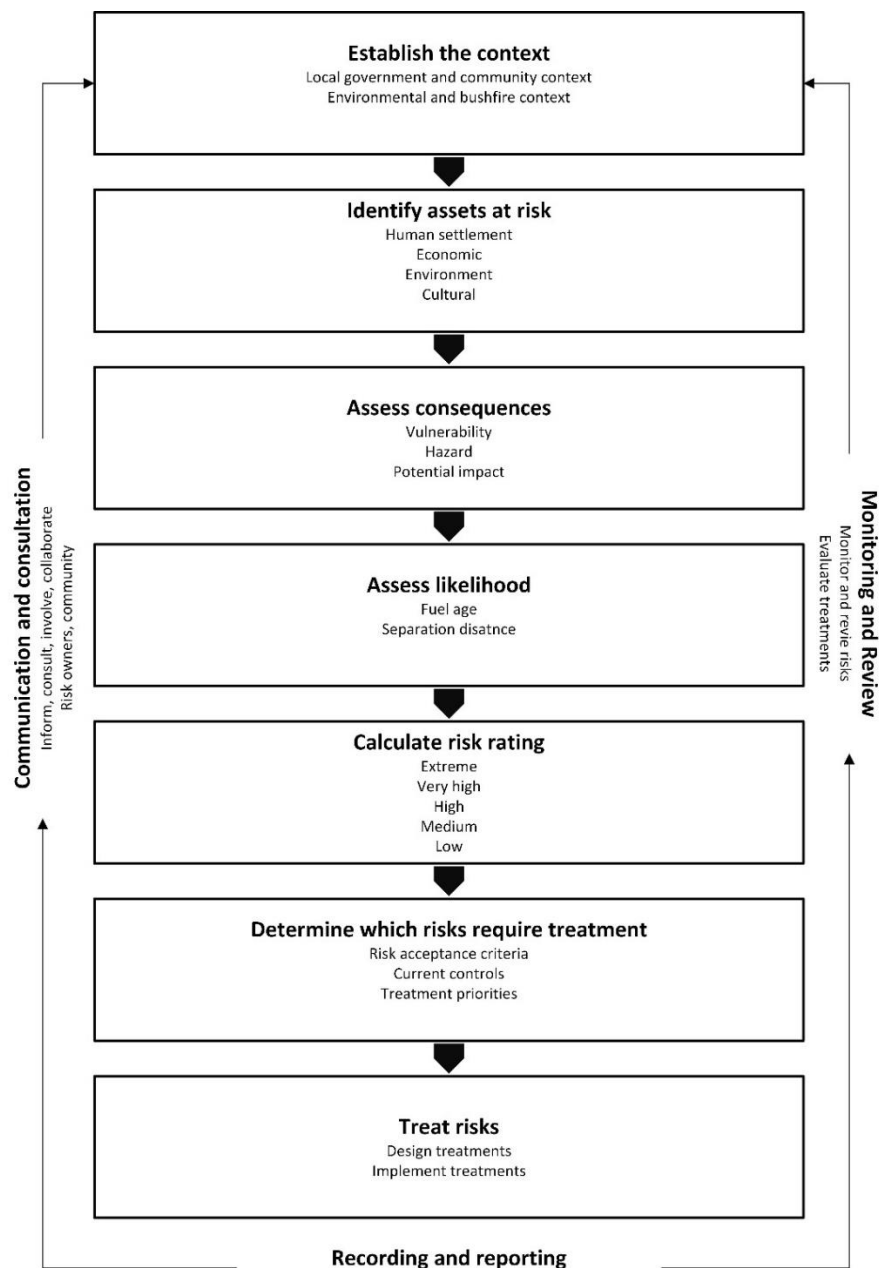 Establish the context
Local government and community context
Environmental and bushfire context
Identify assets at risk
Human settlement
Economic
Environment
Cultural
Assess consequences
Vulnerability
Hazard
Potential impact
Assess likelihood
Fuel age
Separation disatnce
Calculate risk rating
Extreme
Very high
High
Medium
Low
Determine which risks require treatment
Risk acceptance criteria
Current controls
Treatment priorities
Treat risks
Design treatments
Implement treatments
Communication and consultation
Inform, consult, involve, collaborate
Risk owners, community
Monitoring and Review
Monitor and revie risks
Evaluate treatments
Recording and reporting